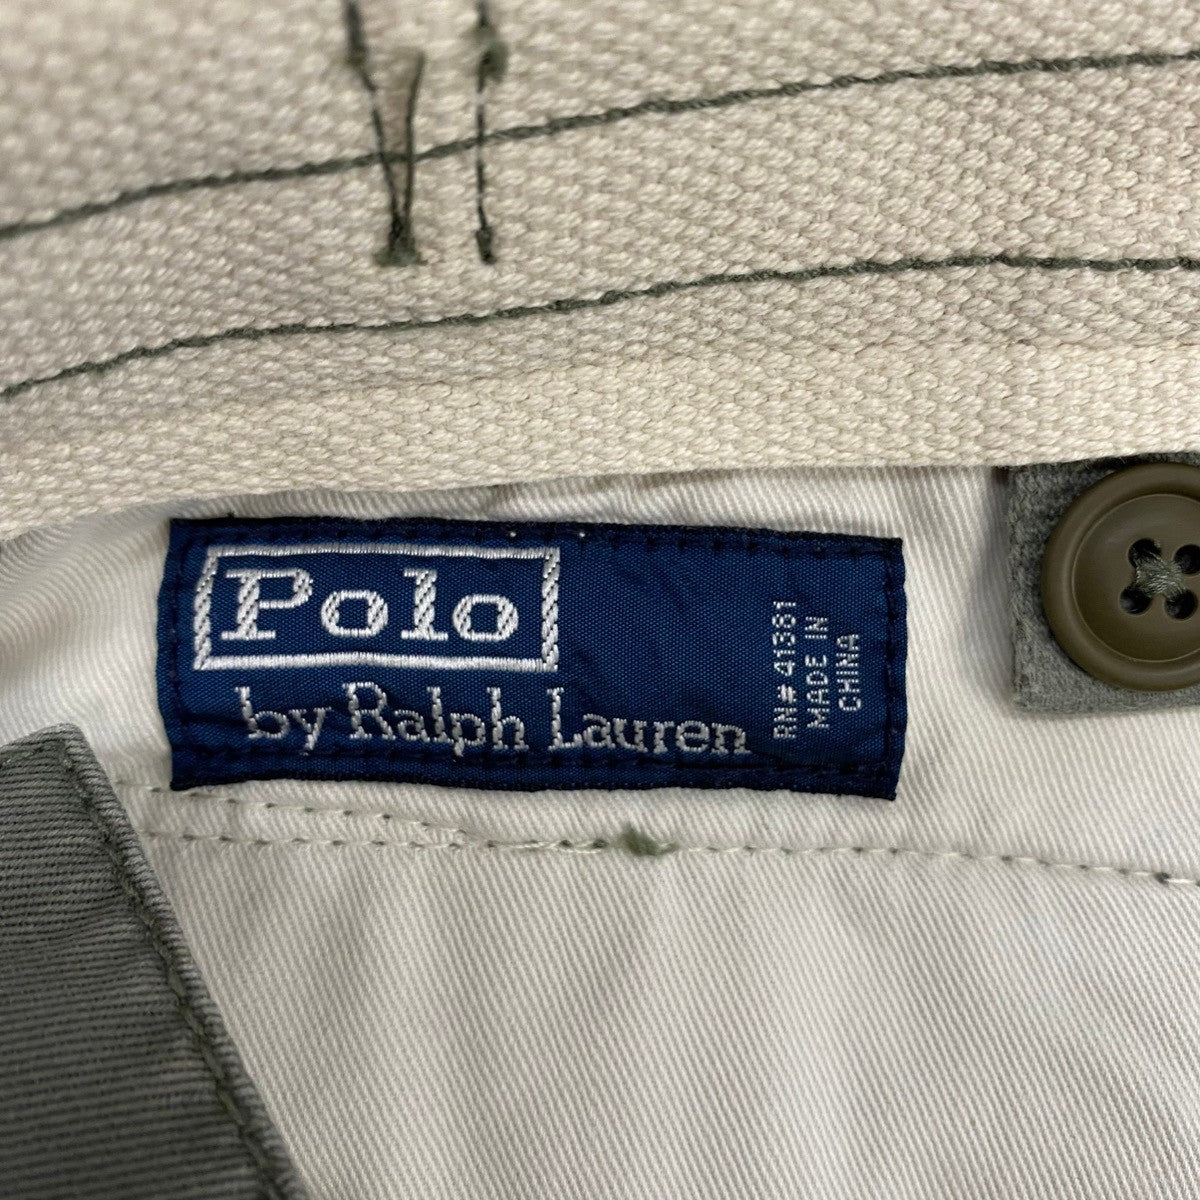 Polo
by Ralph Lauren
RN# 41381
MADE IN
CHINA